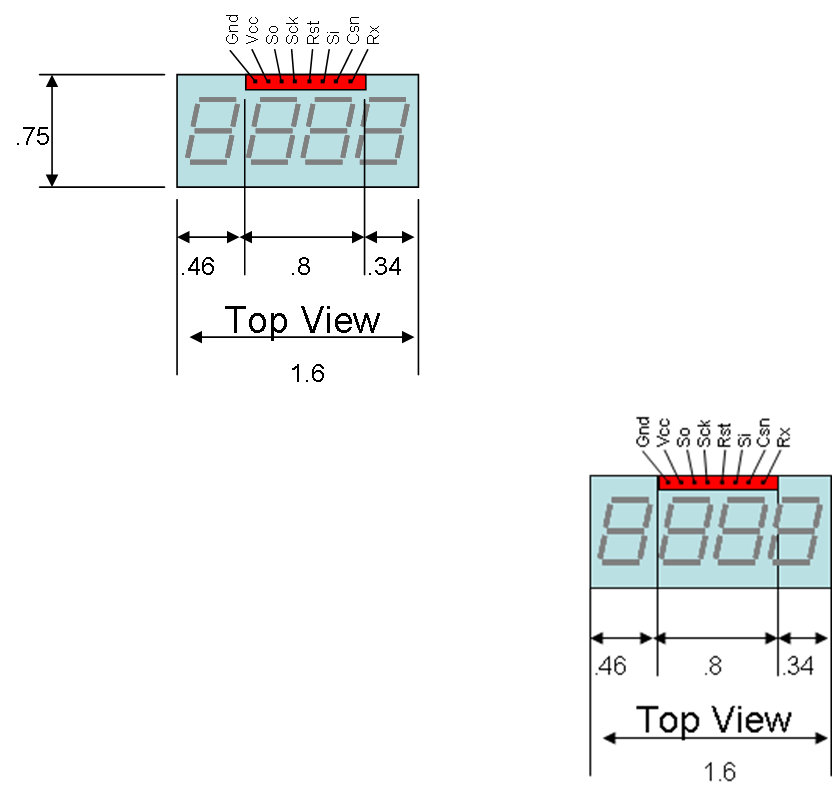 Gnd Vcc So Sck Rst Si Csn Rx
.75
.46 .8 .34
Top View
1.6
Gnd Vcc So Sck Rst Si Csn Rx
.46 .8 .34
Top View
1.6